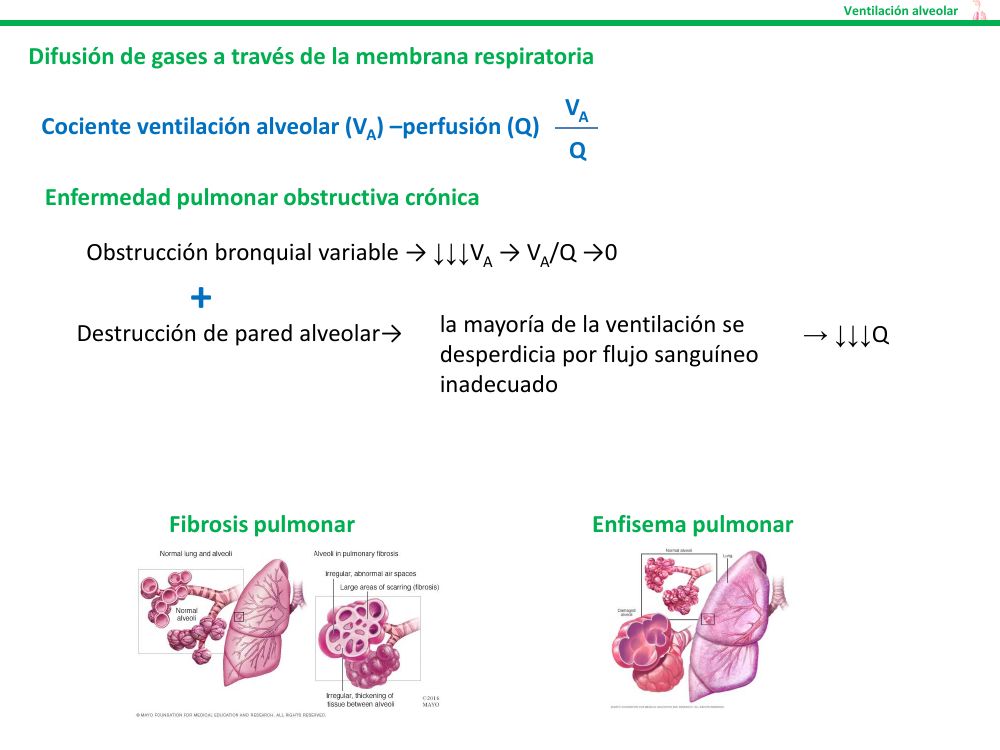 Ventilación alveolar
Difusión de gases a través de la membrana respiratoria
Cociente ventilación alveolar (VA) –perfusión (Q)
VA
Q
Enfermedad pulmonar obstructiva crónica
Obstrucción bronquial variable → ↓↓↓VA → VA/Q →0
+
Destrucción de pared alveolar→
la mayoría de la ventilación se
desperdicia por flujo sanguíneo
inadecuado
→ ↓↓↓Q
Fibrosis pulmonar
Normal lung and alveoli
Alveoli in pulmonary fibrosis
Irregular, abnormal air spaces
Large areas of scarring (fibrosis)
Normal
alveoli
Irregular, thickening of
tissue between alveoli
©2016
MAYO
© MAYO FOUNDATION FOR MEDICAL EDUCATION AND RESEARCH. ALL RIGHTS RESERVED.
Enfisema pulmonar
Normal alveoli
Lung
Damaged
alveoli